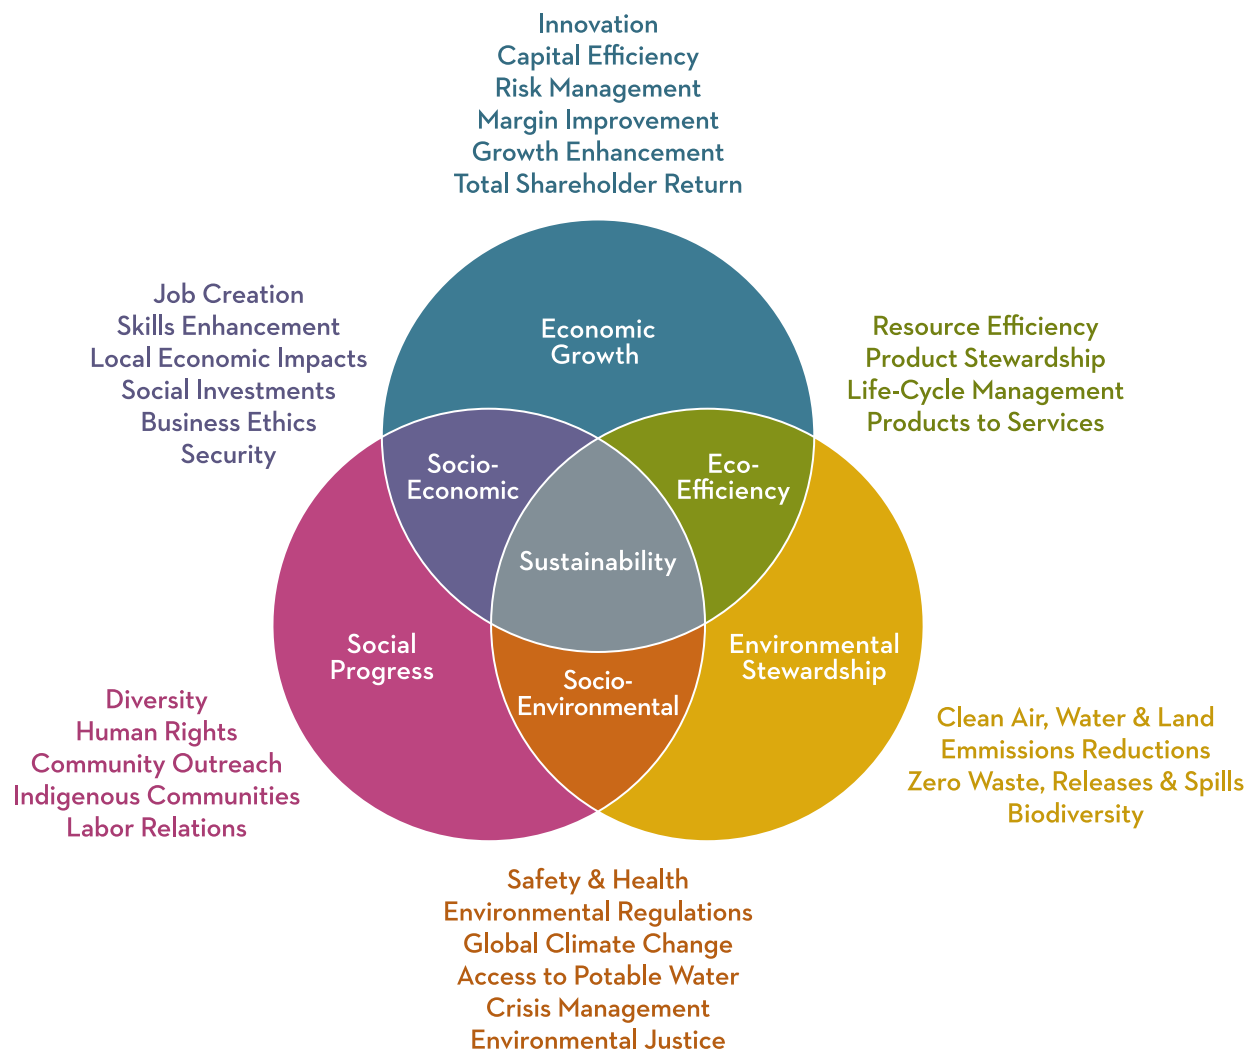 Innovation
Capital Efficiency
Risk Management
Margin Improvement
Growth Enhancement
Total Shareholder Return
Job Creation
Skills Enhancement
Local Economic Impacts
Social Investments
Business Ethics
Security
Economic
Growth
Resource Efficiency
Product Stewardship
Life-Cycle Management
Products to Services
Socio-
Economic
Eco-
Efficiency
Sustainability
Social
Progress
Environmental
Stewardship
Socio-
Environmental
Diversity
Human Rights
Community Outreach
Indigenous Communities
Labor Relations
Clean Air, Water & Land
Emmissions Reductions
Zero Waste, Releases & Spills
Biodiversity
Safety & Health
Environmental Regulations
Global Climate Change
Access to Potable Water
Crisis Management
Environmental Justice